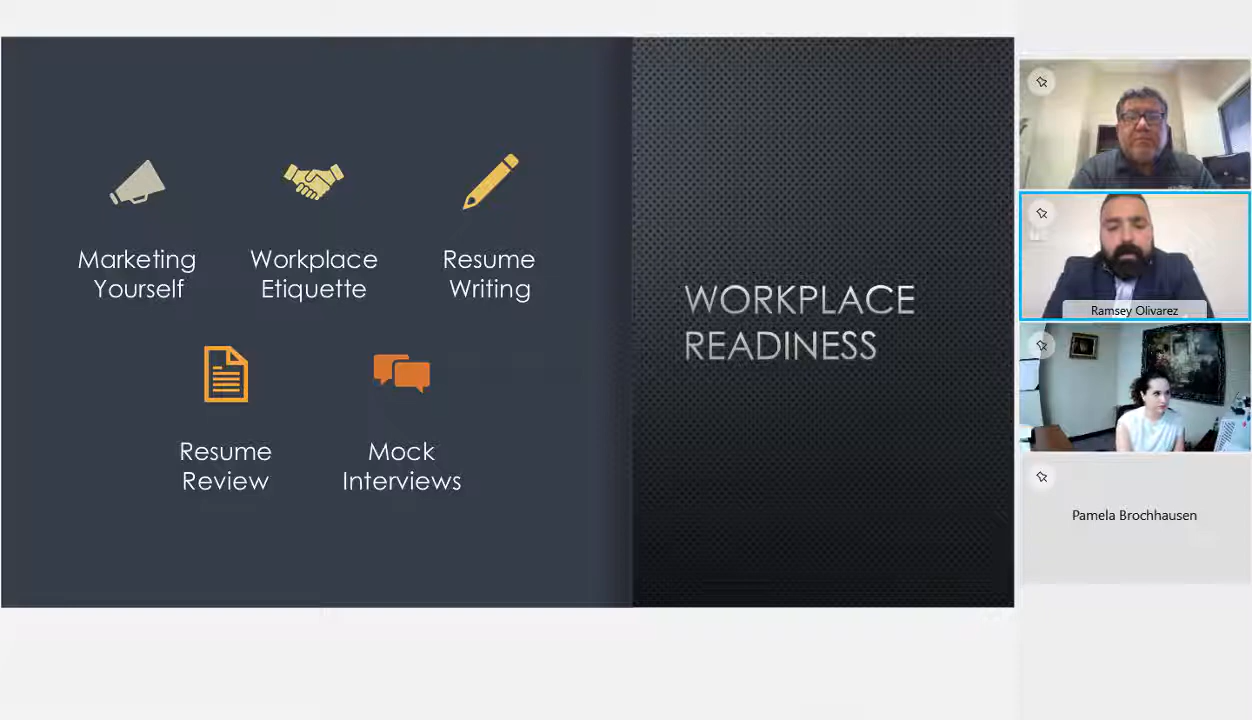 Marketing
Yourself
Workplace
Etiquette
Resume
Writing
Resume
Review
Mock
Interviews
WORKPLACE
READINESS
Ramsey Olivarez
Pamela Brochhausen